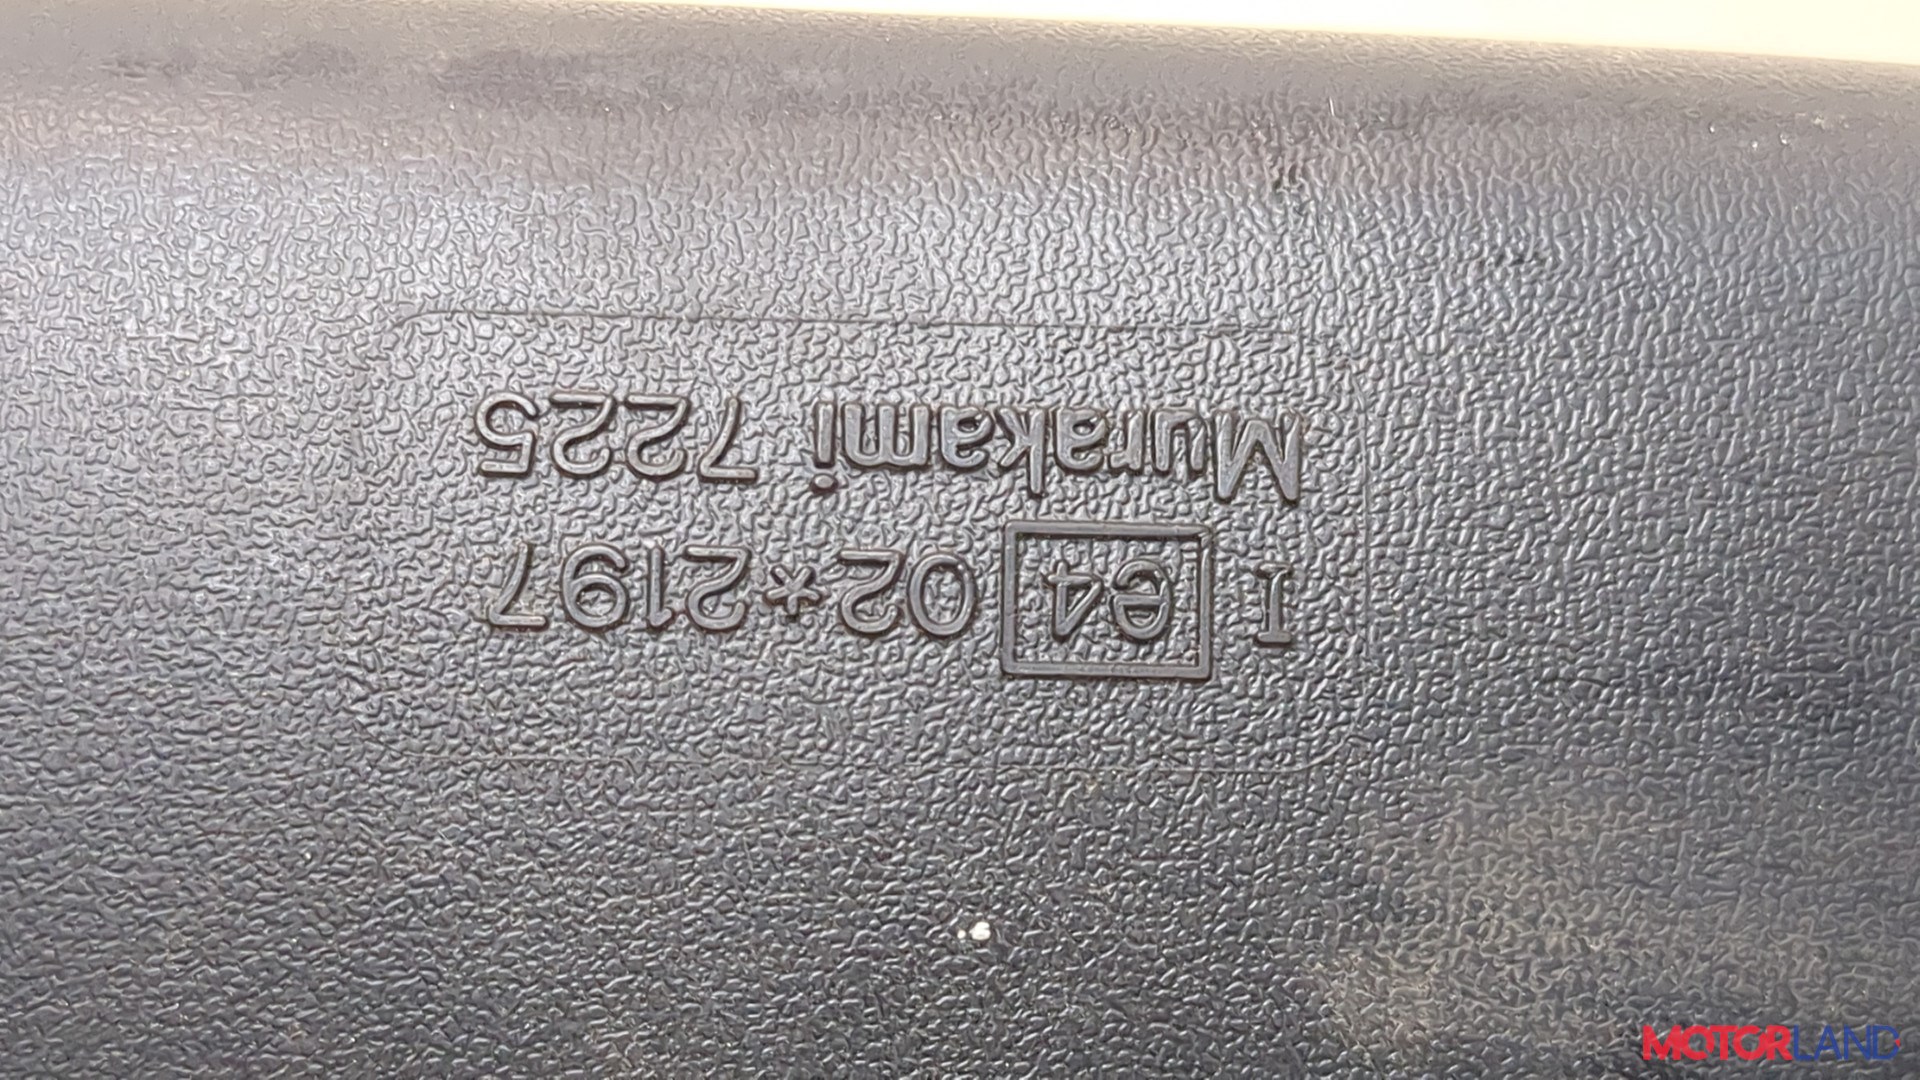 I e4 02*2197
Murakami 7225
MOTORLAND